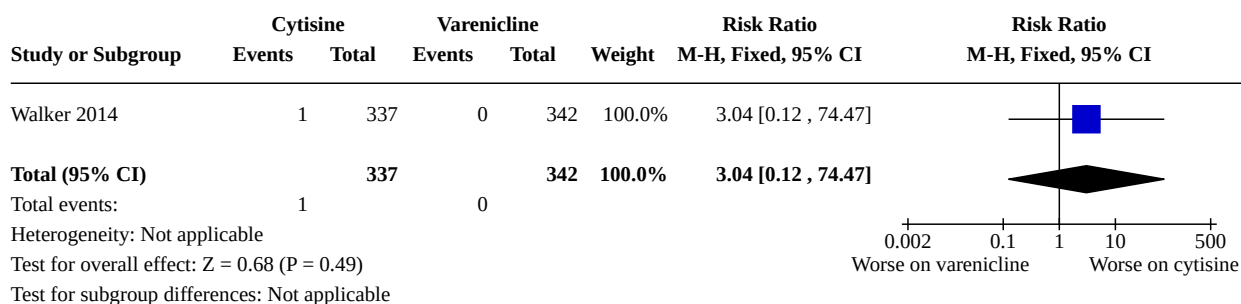 Cytisine Varenicline Risk Ratio Risk Ratio
Study or Subgroup Events Total Events Total Weight M-H, Fixed, 95% CI M-H, Fixed, 95% CI
Walker 2014 1 337 0 342 100.0% 3.04 [0.12 , 74.47]
Total (95% CI) 337 342 100.0% 3.04 [0.12 , 74.47]
Total events: 1 0
Heterogeneity: Not applicable
0.002 0.1 1 10 500
Test for overall effect: Z = 0.68 (P = 0.49)
Worse on varenicline Worse on cytisine
Test for subgroup differences: Not applicable